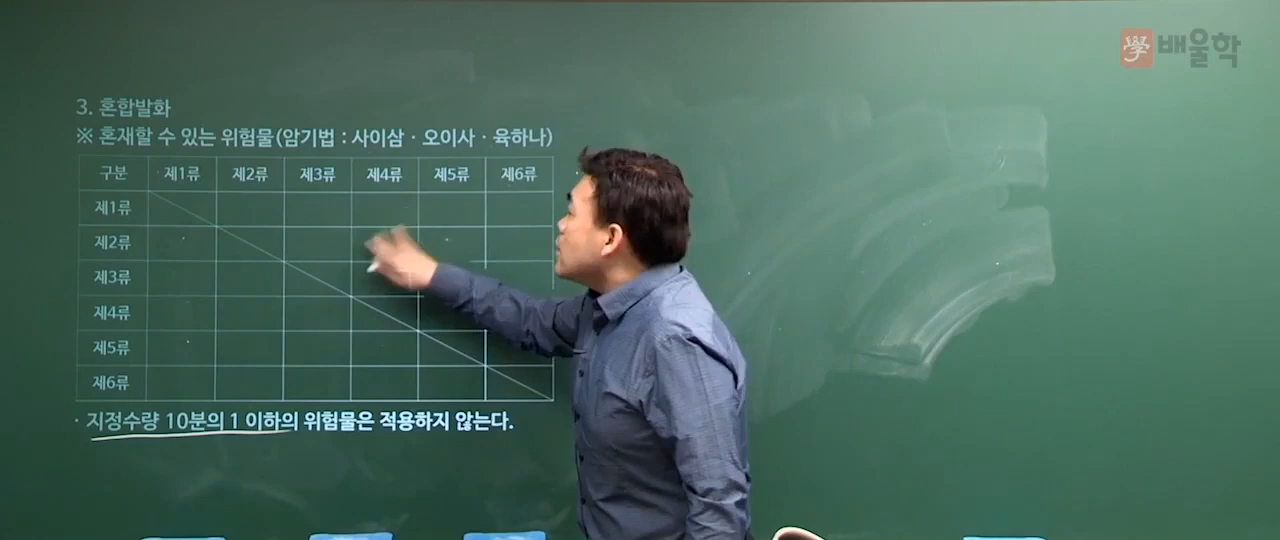 學 배울학
3. 혼합발화
※ 혼재할 수 있는 위험물(암기법 : 사이삼 · 오이사 · 육하나)
구분 제1류 제2류 제3류 제4류 제5류 제6류
제1류
제2류
제3류
제4류
제5류
제6류
· 지정수량 10분의 1 이하의 위험물은 적용하지 않는다.